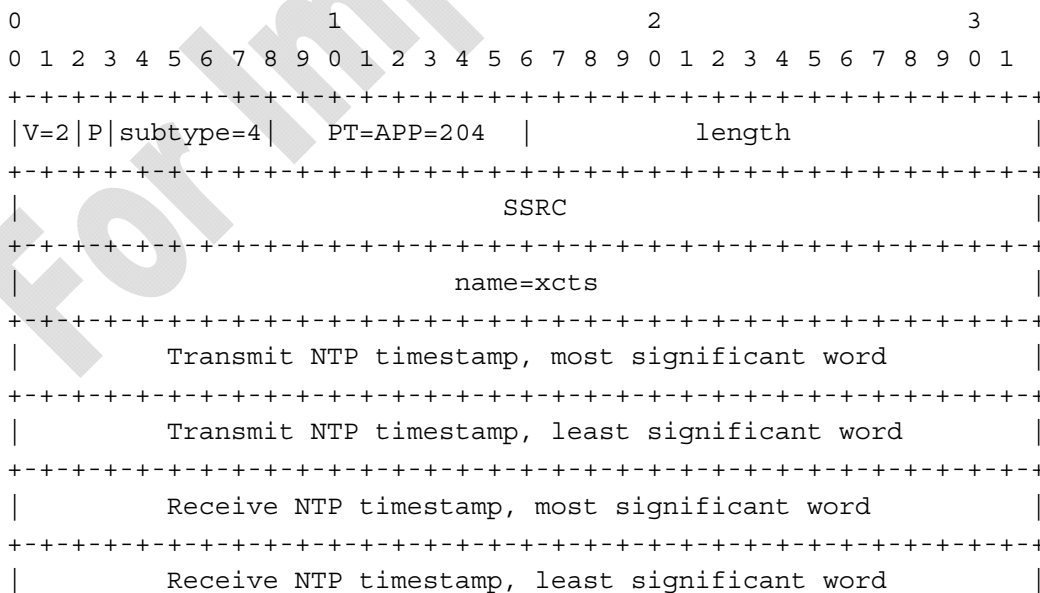 0                   1                   2                   3
0 1 2 3 4 5 6 7 8 9 0 1 2 3 4 5 6 7 8 9 0 1 2 3 4 5 6 7 8 9 0 1
+-+-+-+-+-+-+-+-+-+-+-+-+-+-+-+-+-+-+-+-+-+-+-+-+-+-+-+-+-+-+-+-+
|V=2|P|subtype=4|   PT=APP=204  |          length               |
+-+-+-+-+-+-+-+-+-+-+-+-+-+-+-+-+-+-+-+-+-+-+-+-+-+-+-+-+-+-+-+-+
|                              SSRC                             |
+-+-+-+-+-+-+-+-+-+-+-+-+-+-+-+-+-+-+-+-+-+-+-+-+-+-+-+-+-+-+-+-+
|                           name=xcts                           |
+-+-+-+-+-+-+-+-+-+-+-+-+-+-+-+-+-+-+-+-+-+-+-+-+-+-+-+-+-+-+-+-+
|         Transmit NTP timestamp, most significant word         |
+-+-+-+-+-+-+-+-+-+-+-+-+-+-+-+-+-+-+-+-+-+-+-+-+-+-+-+-+-+-+-+-+
|         Transmit NTP timestamp, least significant word        |
+-+-+-+-+-+-+-+-+-+-+-+-+-+-+-+-+-+-+-+-+-+-+-+-+-+-+-+-+-+-+-+-+
|         Receive NTP timestamp, most significant word          |
+-+-+-+-+-+-+-+-+-+-+-+-+-+-+-+-+-+-+-+-+-+-+-+-+-+-+-+-+-+-+-+-+
|         Receive NTP timestamp, least significant word         |
For